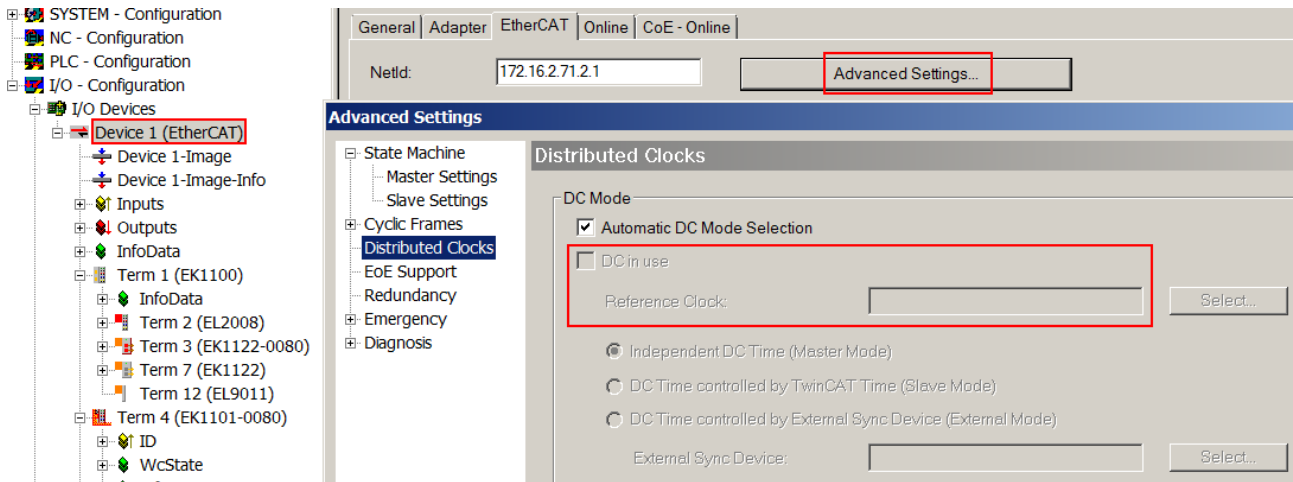 SYSTEM - Configuration
NC - Configuration
PLC - Configuration
I/O - Configuration
I/O Devices
Device 1 (EtherCAT)
Device 1-Image
Device 1-Image-Info
Inputs
Outputs
InfoData
Term 1 (EK1100)
InfoData
Term 2 (EL2008)
Term 3 (EK1122-0080)
Term 7 (EK1122)
Term 12 (EL9011)
Term 4 (EK1101-0080)
ID
WcState
General Adapter EtherCAT Online CoE - Online
NetId: 172.16.2.71.2.1 Advanced Settings...
Advanced Settings
State Machine
Master Settings
Slave Settings
Cyclic Frames
Distributed Clocks
EoE Support
Redundancy
Emergency
Diagnosis
Distributed Clocks
DC Mode
Automatic DC Mode Selection
DC in use
Reference Clock: Select...
Independent DC Time (Master Mode)
DC Time controlled by TwinCAT Time (Slave Mode)
DC Time controlled by External Sync Device (External Mode)
External Sync Device: Select...